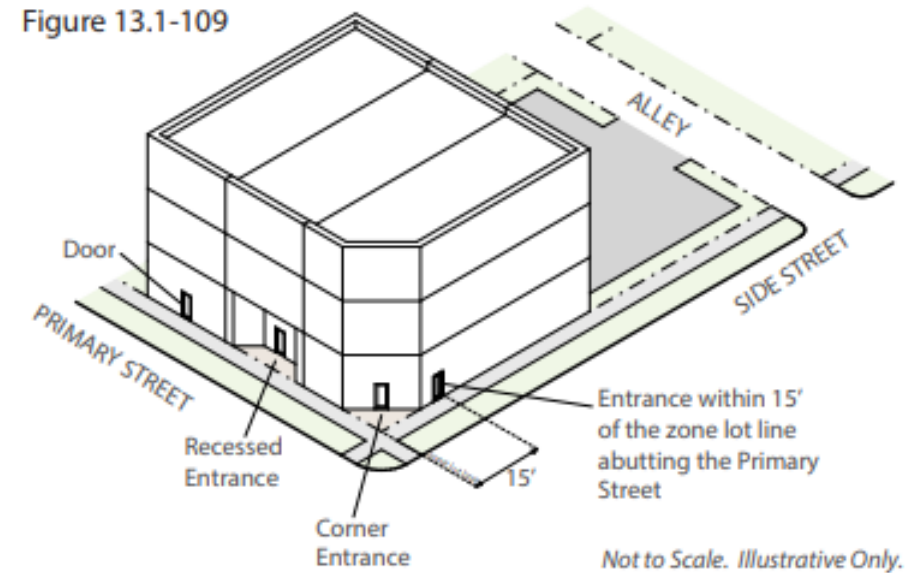 Figure 13.1-109
ALLEY
Door
SIDE STREET
PRIMARY STREET
Recessed
Entrance
Entrance within 15'
of the zone lot line
abutting the Primary
Street
15'
Corner
Entrance
Not to Scale. Illustrative Only.